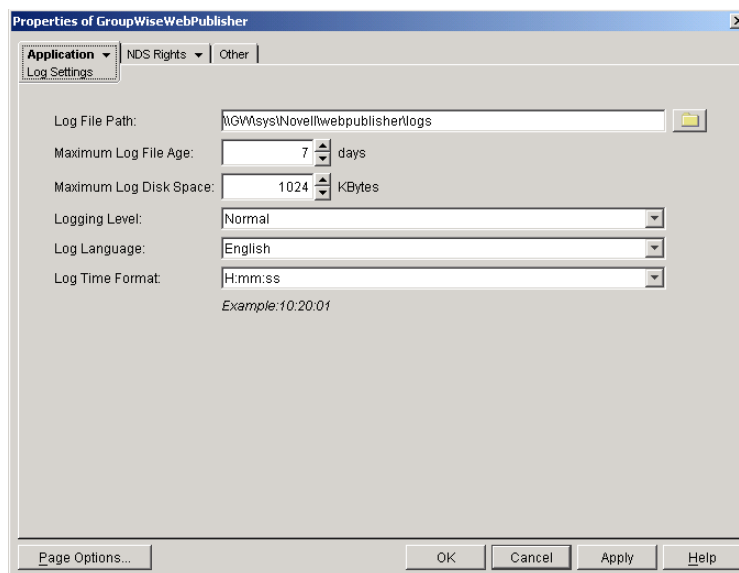 Properties of GroupWiseWebPublisher
Application NDS Rights Other
Log Settings
Log File Path: \\GW\sys\Novell\webpublisher\logs
Maximum Log File Age: 7 days
Maximum Log Disk Space: 1024 KBytes
Logging Level: Normal
Log Language: English
Log Time Format: H:mm:ss
Example:10:20:01
Page Options... OK Cancel Apply Help